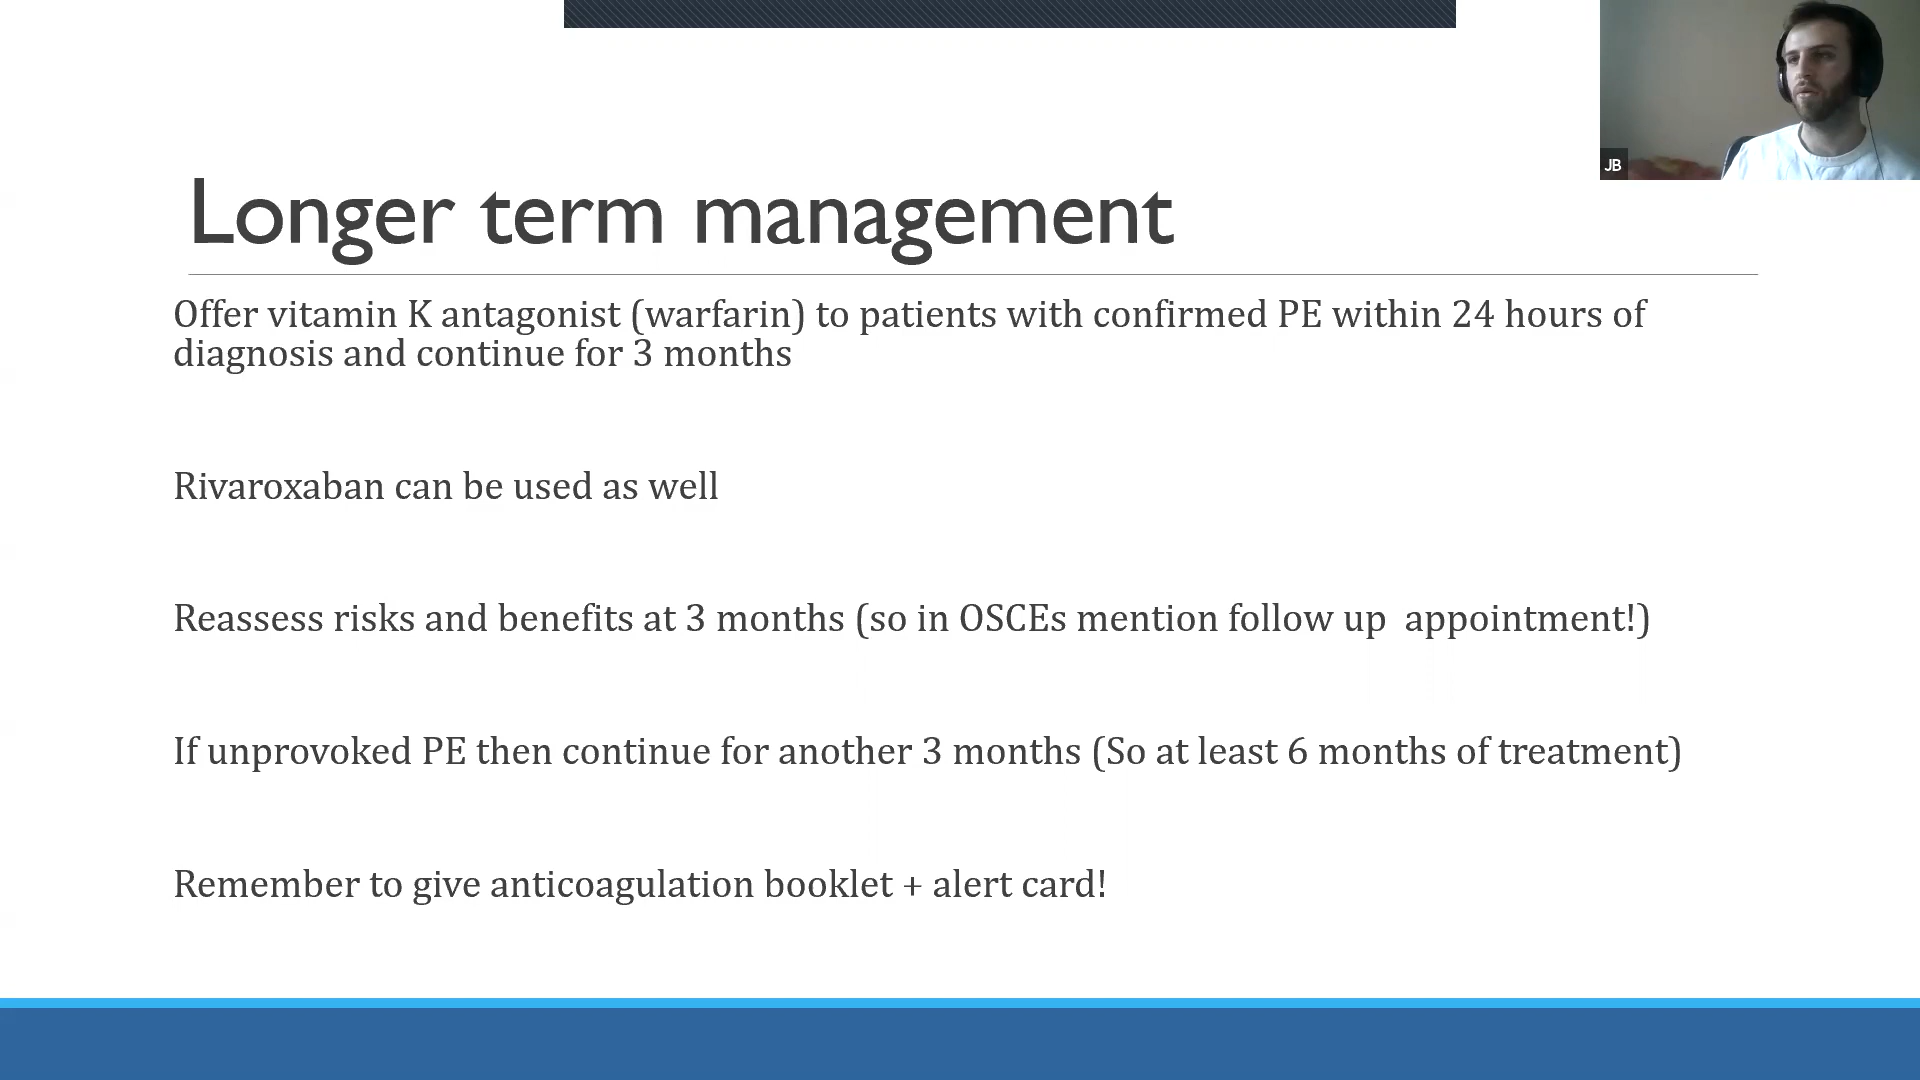 JB
Longer term management
Offer vitamin K antagonist (warfarin) to patients with confirmed PE within 24 hours of
diagnosis and continue for 3 months
Rivaroxaban can be used as well
Reassess risks and benefits at 3 months (so in OSCEs mention follow up  appointment!)
If unprovoked PE then continue for another 3 months (So at least 6 months of treatment)
Remember to give anticoagulation booklet + alert card!